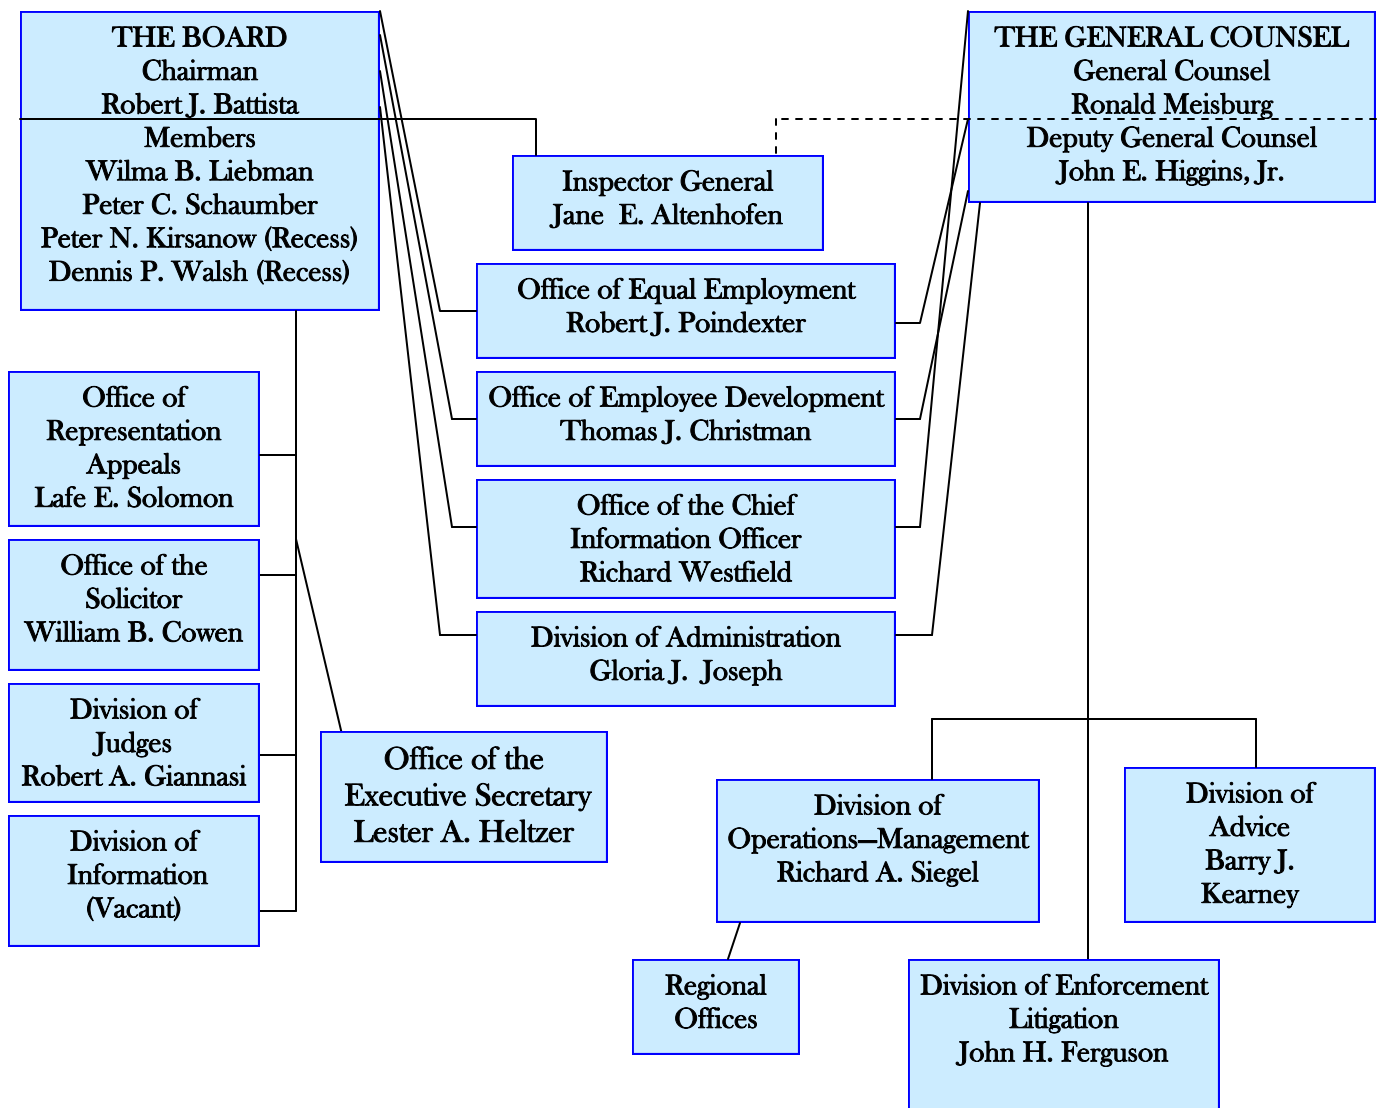 THE BOARD
Chairman
Robert J. Battista
Members
Wilma B. Liebman
Peter C. Schaumber
Peter N. Kirsanow (Recess)
Dennis P. Walsh (Recess)
THE GENERAL COUNSEL
General Counsel
Ronald Meisburg
Deputy General Counsel
John E. Higgins, Jr.
Inspector General
Jane E. Altenhofen
Office of Equal Employment
Robert J. Poindexter
Office of Employee Development
Thomas J. Christman
Office of the Chief
Information Officer
Richard Westfield
Division of Administration
Gloria J. Joseph
Office of
Representation
Appeals
Lafe E. Solomon
Office of the
Solicitor
William B. Cowen
Division of
Judges
Robert A. Giannasi
Division of
Information
(Vacant)
Office of the
Executive Secretary
Lester A. Heltzer
Division of
Operations—Management
Richard A. Siegel
Division of
Advice
Barry J.
Kearney
Regional
Offices
Division of Enforcement
Litigation
John H. Ferguson